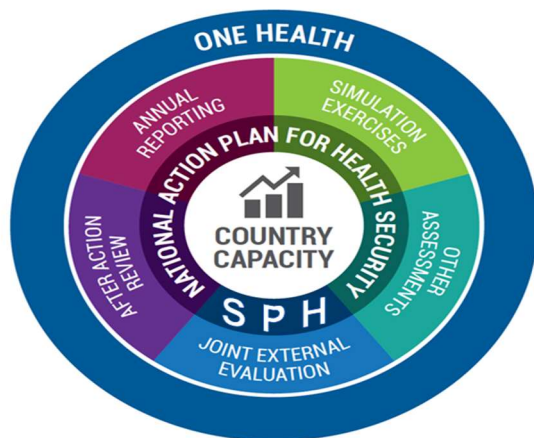 ONE HEALTH
ANNUAL
REPORTING
SIMULATION
EXERCISES
NATIONAL ACTION PLAN FOR HEALTH SECURITY
COUNTRY
CAPACITY
AFTER ACTION
REVIEW
OTHER
ASSESSMENTS
SPH
JOINT EXTERNAL
EVALUATION